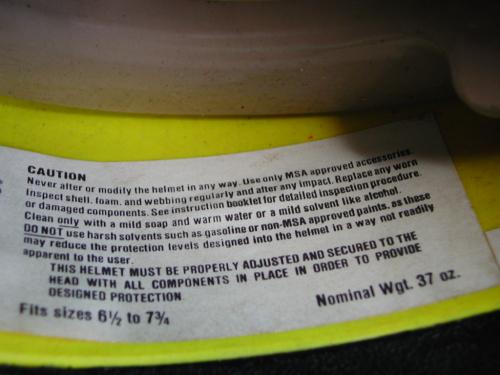 CAUTION
Never alter or modify the helmet in any way. Use only MSA approved accessories.
Inspect shell, foam, and webbing regularly and after any impact. Replace any worn
or damaged components. See instruction booklet for detailed inspection procedure.
Clean only with a mild soap and warm water or a mild solvent like alcohol.
DO NOT use harsh solvents such as gasoline or non-MSA approved paints, as these
may reduce the protection levels designed into the helmet in a way not readily
apparent to the user.
THIS HELMET MUST BE PROPERLY ADJUSTED AND SECURED TO THE
HEAD WITH ALL COMPONENTS IN PLACE IN ORDER TO PROVIDE
DESIGNED PROTECTION.
Fits sizes 6½ to 7¾ Nominal Wgt. 37 oz.